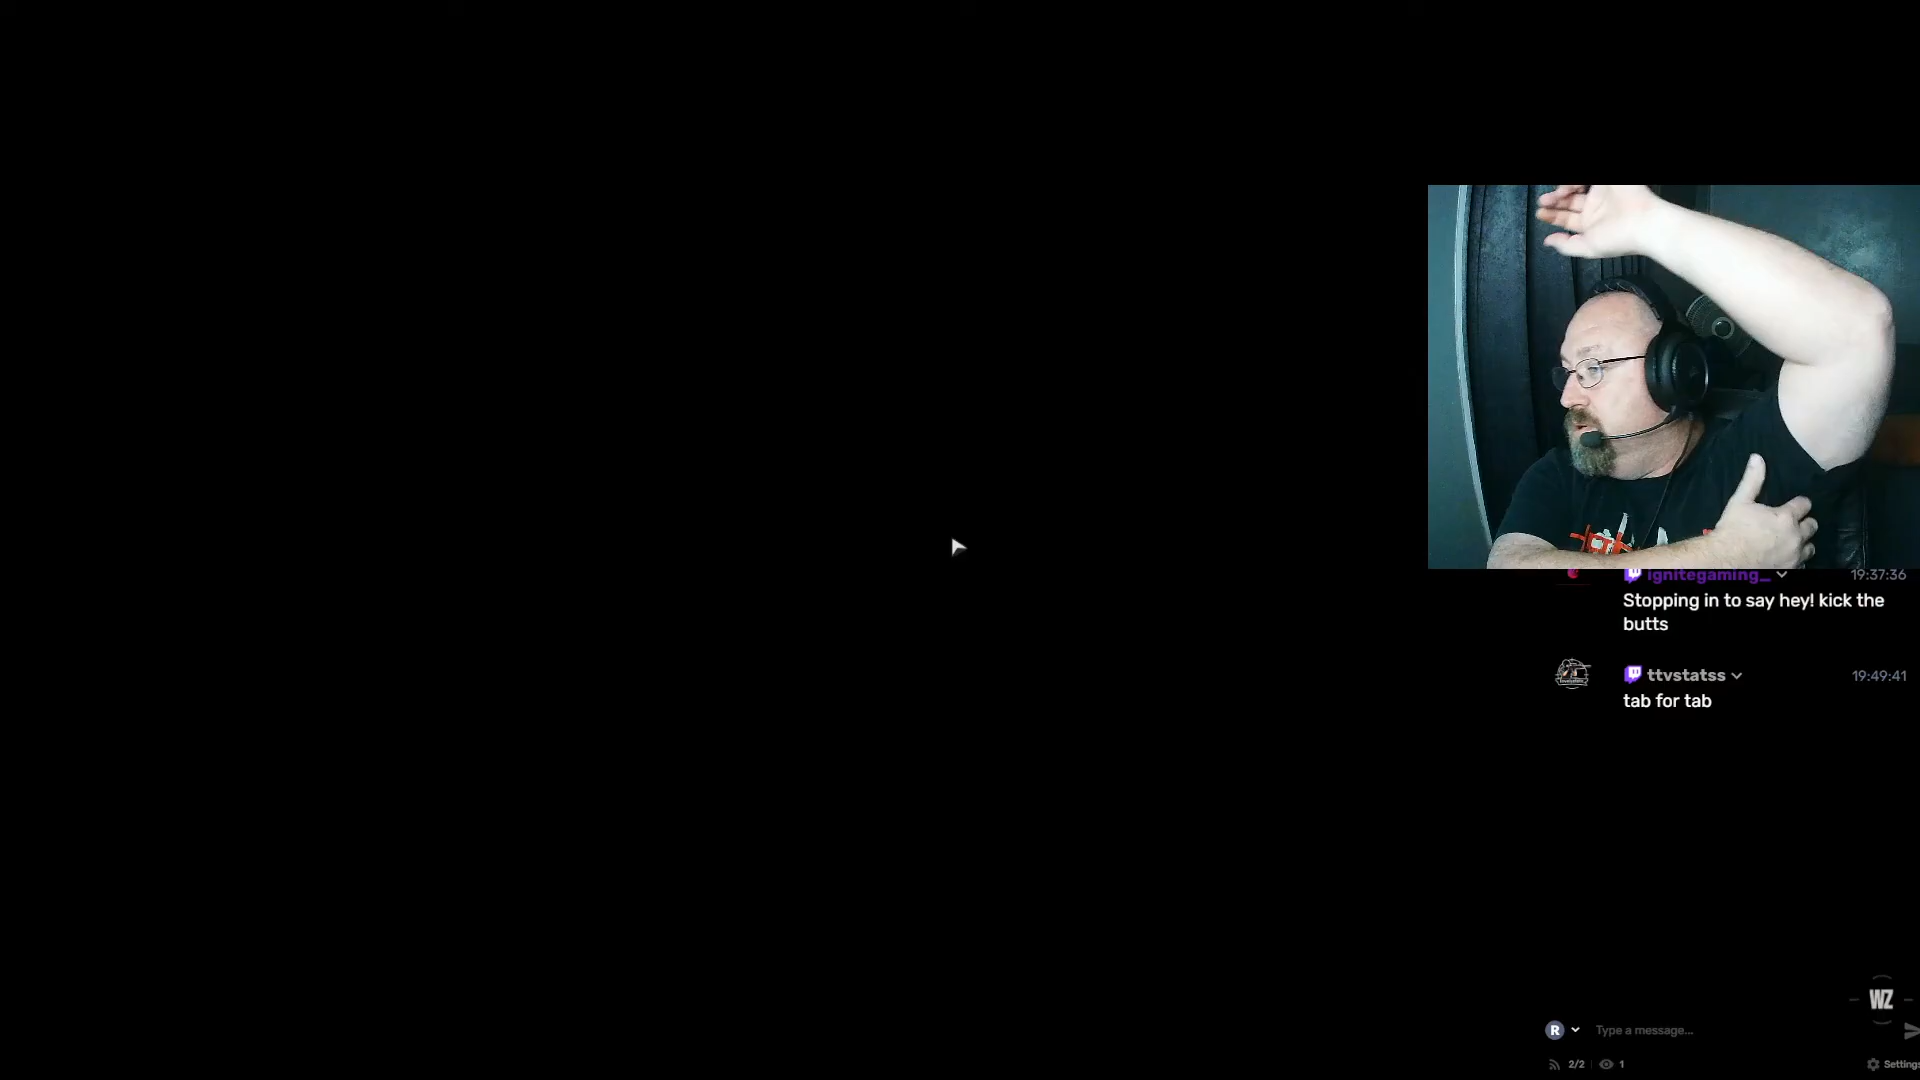 ignitegaming_ 19:37:36
Stopping in to say hey! kick the
butts
ttvstatss 19:49:41
tab for tab
WZ
R Type a message...
2/2 1 Settings